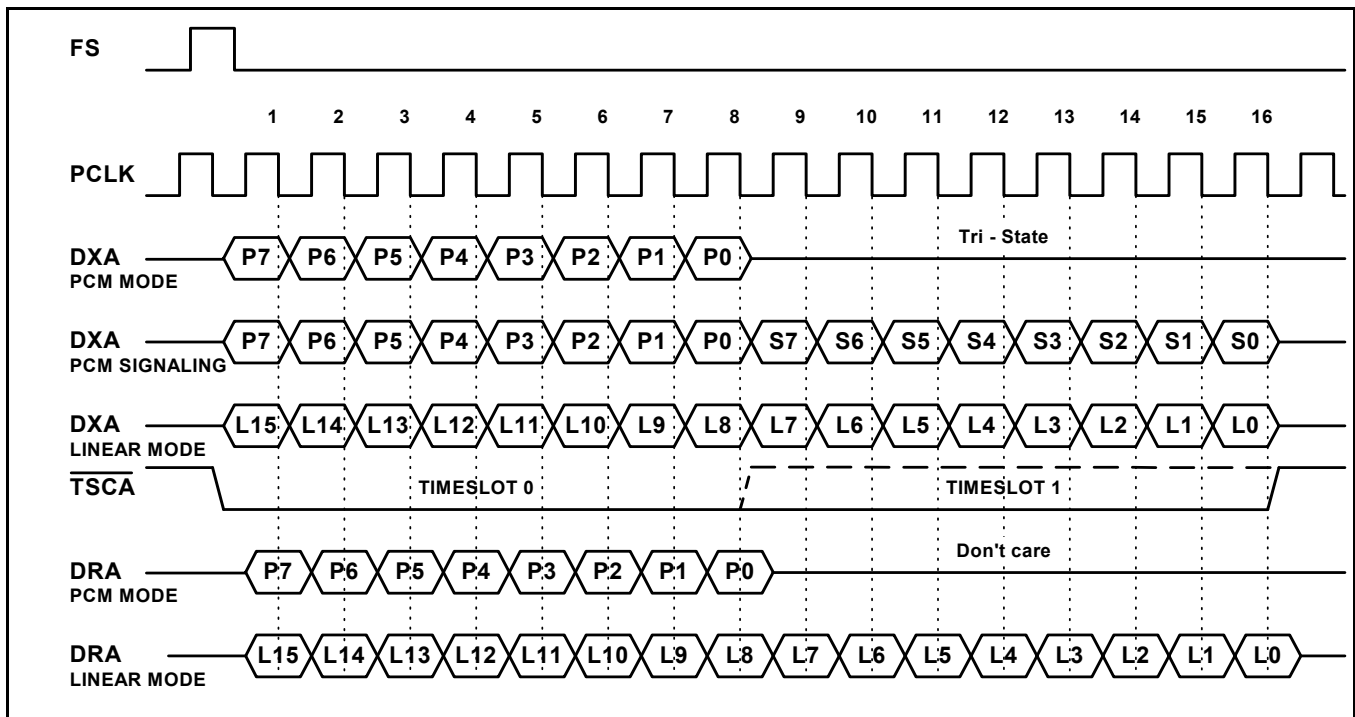 FS
1 2 3 4 5 6 7 8 9 10 11 12 13 14 15 16
PCLK
Tri - State
DXA P7 P6 P5 P4 P3 P2 P1 P0
PCM MODE
DXA P7 P6 P5 P4 P3 P2 P1 P0 S7 S6 S5 S4 S3 S2 S1 S0
PCM SIGNALING
DXA L15 L14 L13 L12 L11 L10 L9 L8 L7 L6 L5 L4 L3 L2 L1 L0
LINEAR MODE
TSCA TIMESLOT 0 TIMESLOT 1
Don't care
DRA P7 P6 P5 P4 P3 P2 P1 P0
PCM MODE
DRA L15 L14 L13 L12 L11 L10 L9 L8 L7 L6 L5 L4 L3 L2 L1 L0
LINEAR MODE